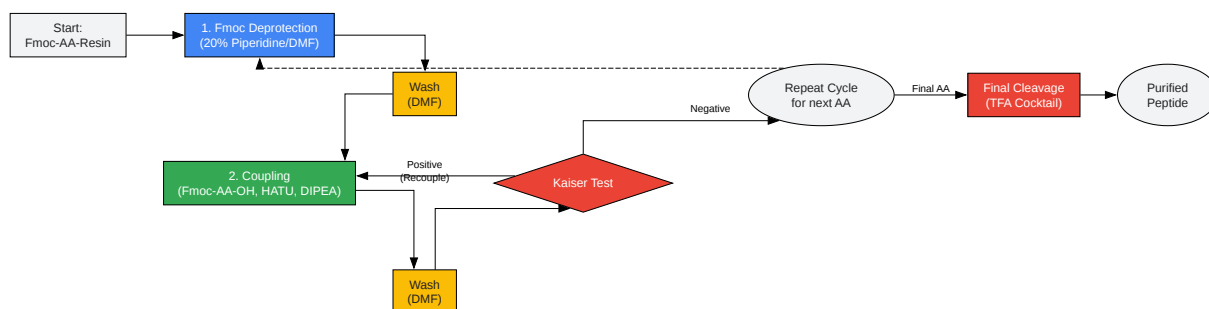 Start:
Fmoc-AA-Resin
1. Fmoc Deprotection
(20% Piperidine/DMF)
Wash
(DMF)
2. Coupling
(Fmoc-AA-OH, HATU, DIPEA)
Wash
(DMF)
Positive
(Recouple)
Kaiser Test
Negative
Repeat Cycle
for next AA
Final AA
Final Cleavage
(TFA Cocktail)
Purified
Peptide